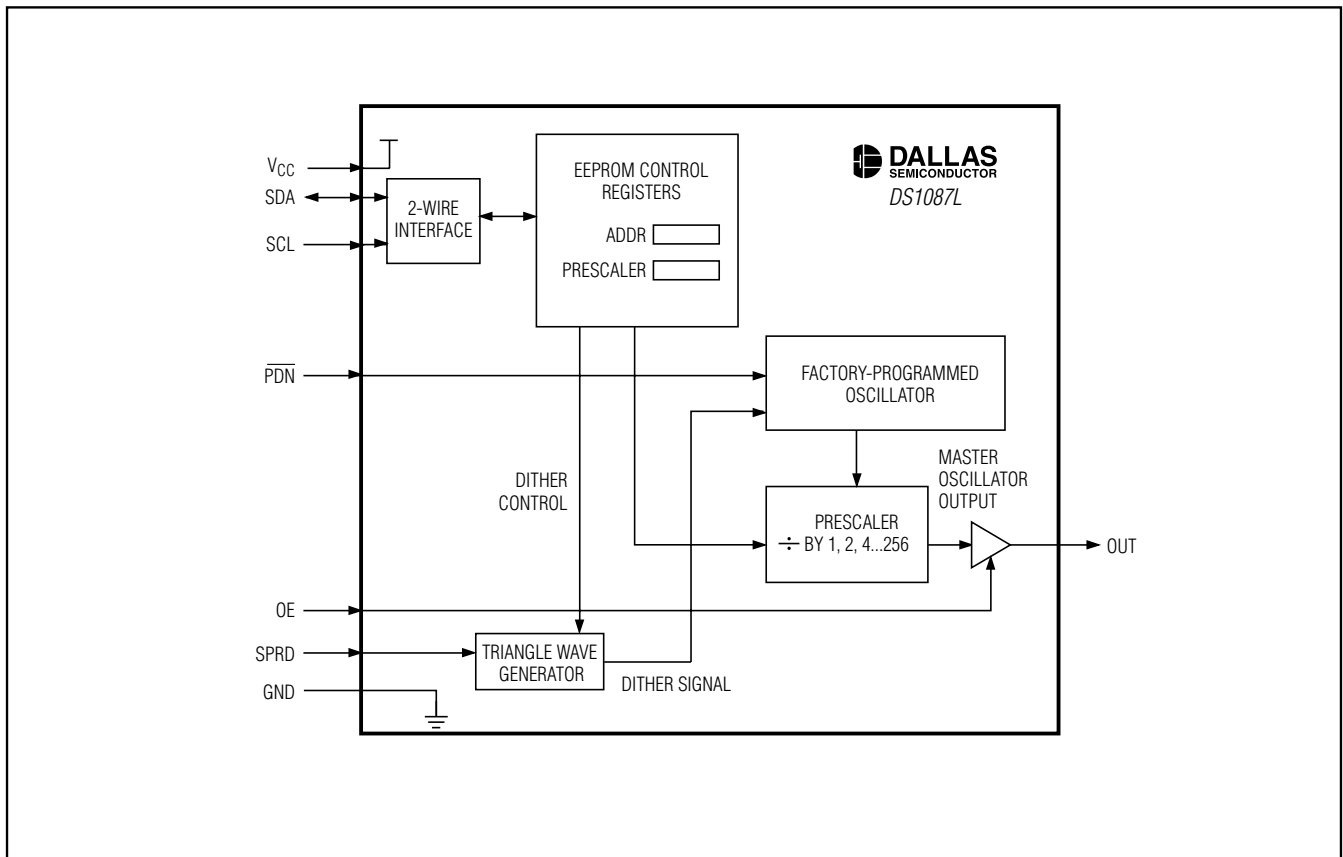 DALLAS
SEMICONDUCTOR
DS1087L
VCC
SDA
SCL
2-WIRE
INTERFACE
EEPROM CONTROL
REGISTERS
ADDR
PRESCALER
PDN
FACTORY-PROGRAMMED
OSCILLATOR
DITHER
CONTROL
MASTER
OSCILLATOR
OUTPUT
PRESCALER
÷ BY 1, 2, 4...256
OUT
OE
SPRD
TRIANGLE WAVE
GENERATOR
DITHER SIGNAL
GND